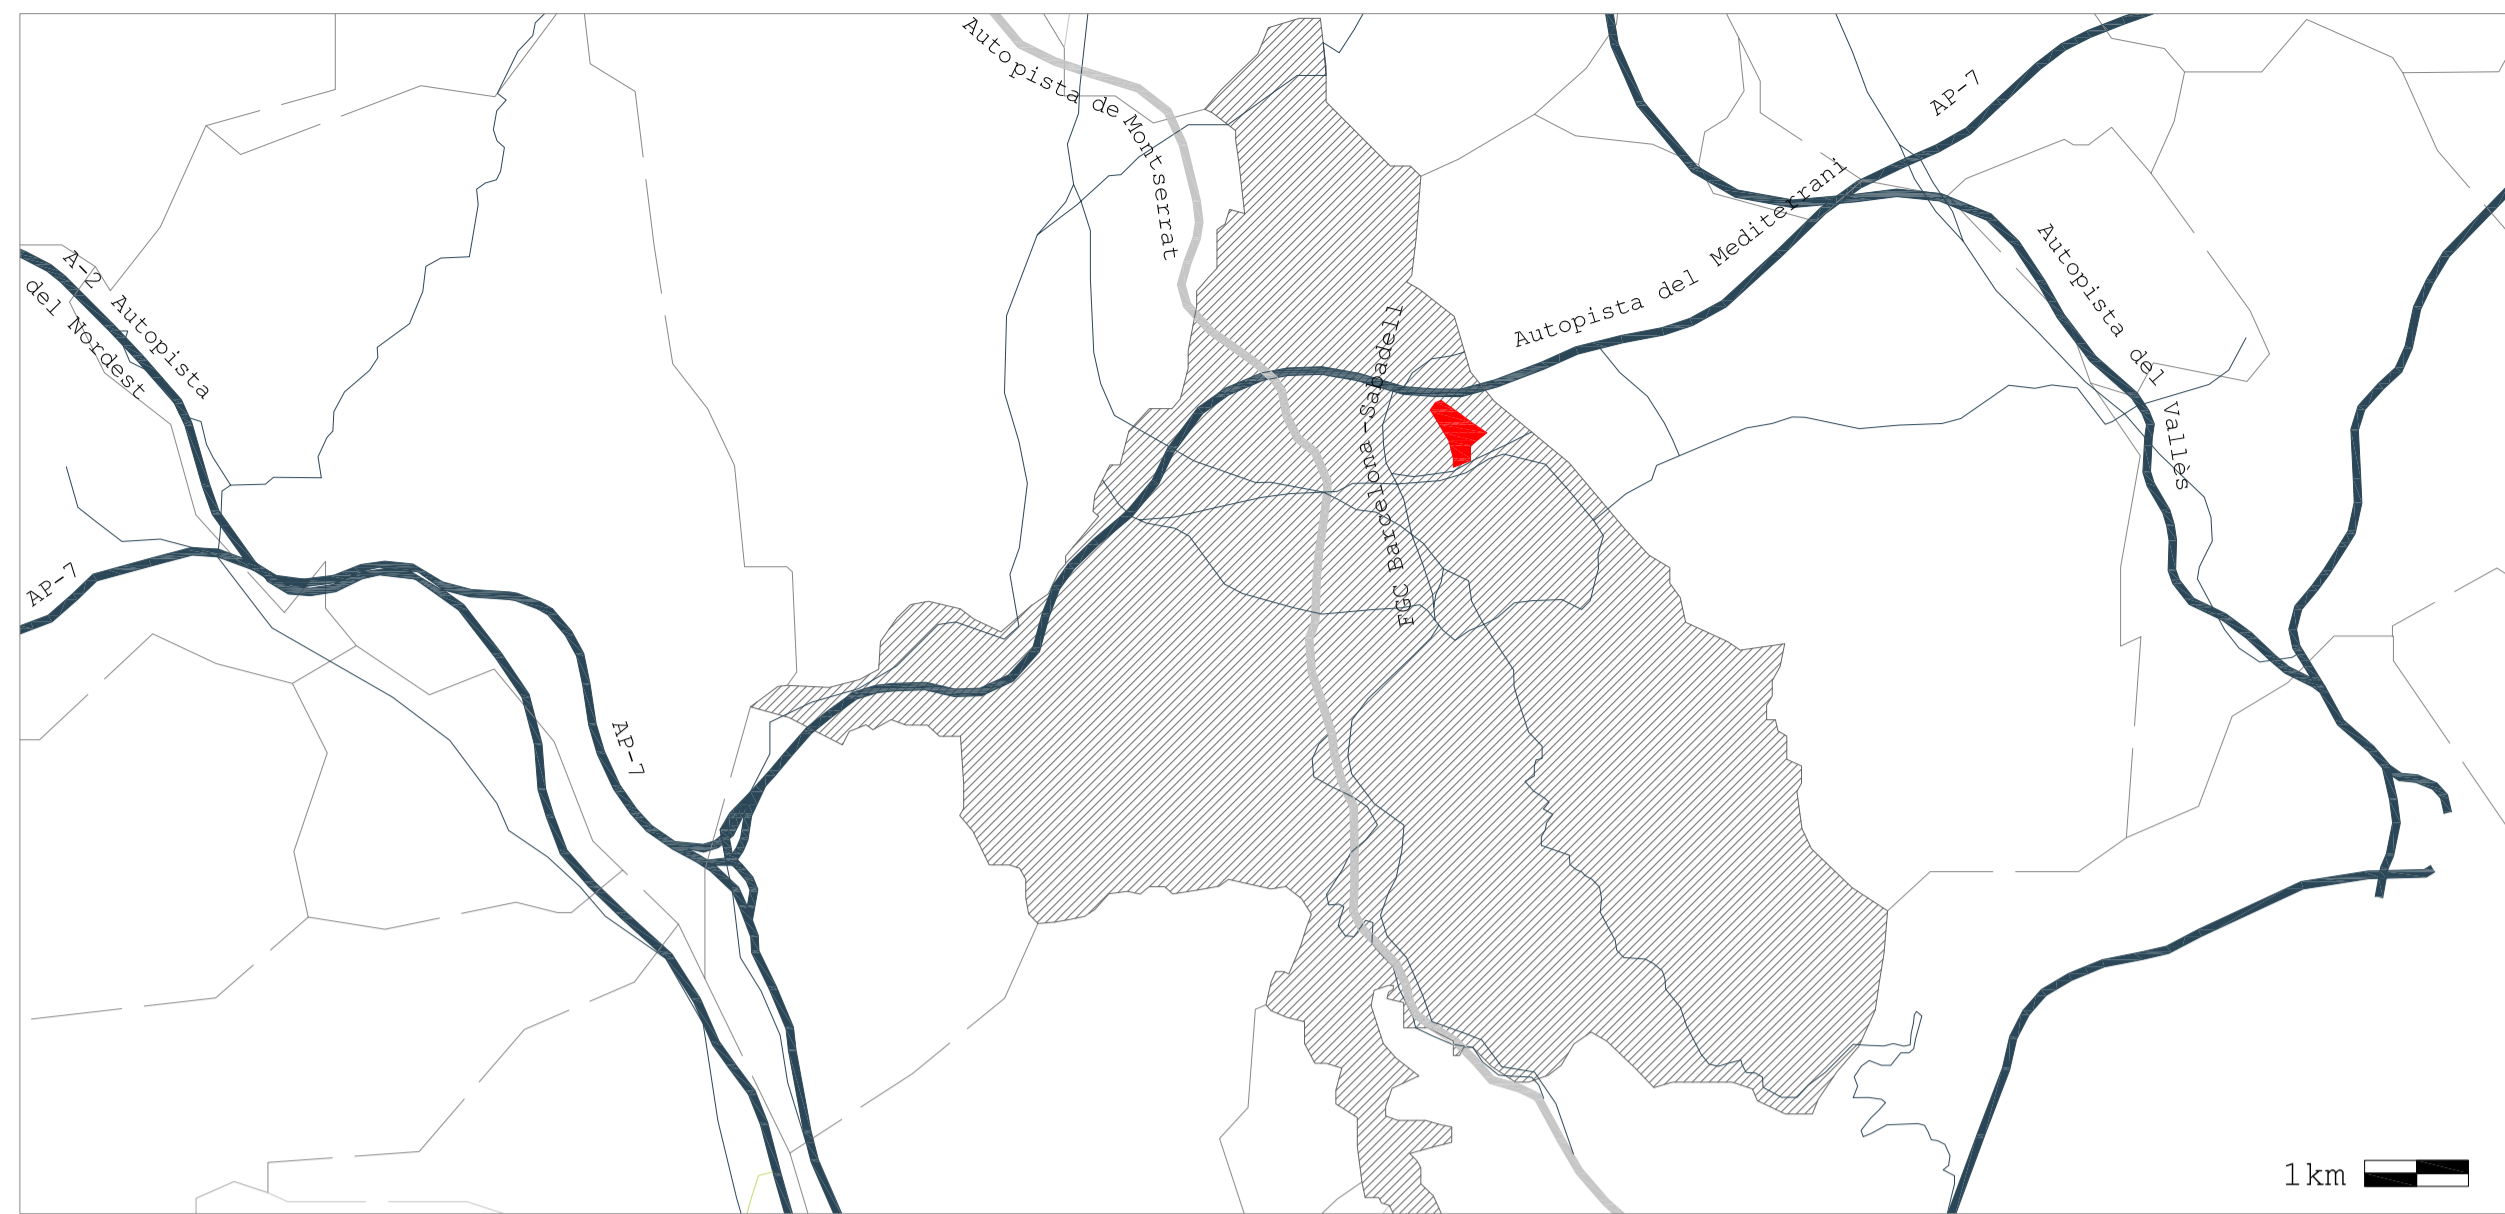 Autopista de Montserrat
AP-7
A-2 Autopista
del Nordest
Autopista del Mediterrani
Autopista del Vallès
FGC Barcelona-Sabadell
AP-7
AP-7
1km